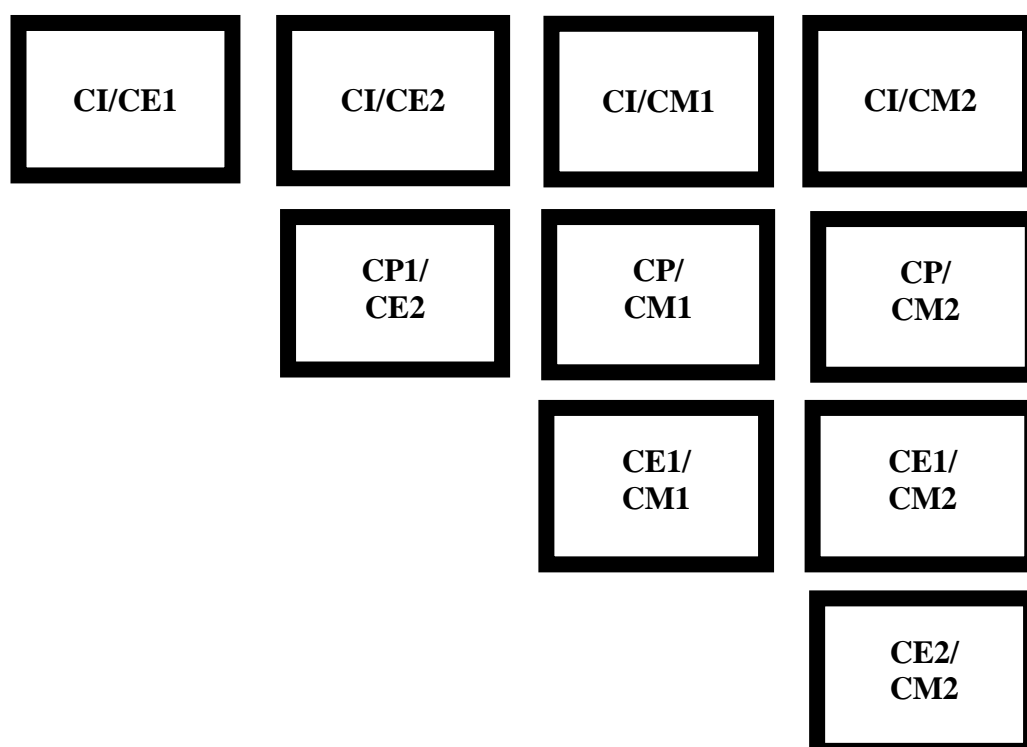 CI/CE1
CI/CE2
CI/CM1
CI/CM2
CP1/
CE2
CP/
CM1
CP/
CM2
CE1/
CM1
CE1/
CM2
CE2/
CM2